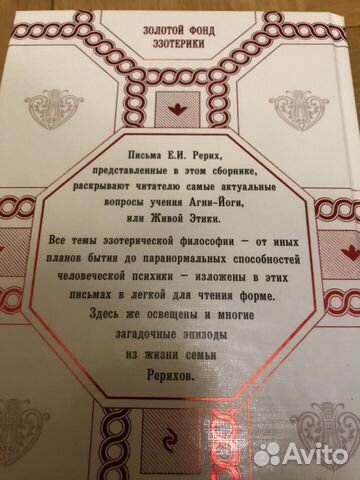 ЗОЛОТОЙ ФОНД
ЭЗОТЕРИКИ
Письма Е.И. Рерих,
представленные в этом сборнике,
раскрывают читателю самые актуальные
вопросы учения Агни-Йоги,
или Живой Этики.
Все темы эзотерической философии — от иных
планов бытия до паранормальных способностей
человеческой психики — изложены в этих
письмах в легкой для чтения форме.
Здесь же освещены и многие
загадочные эпизоды
из жизни семьи
Рерихов.
Avito